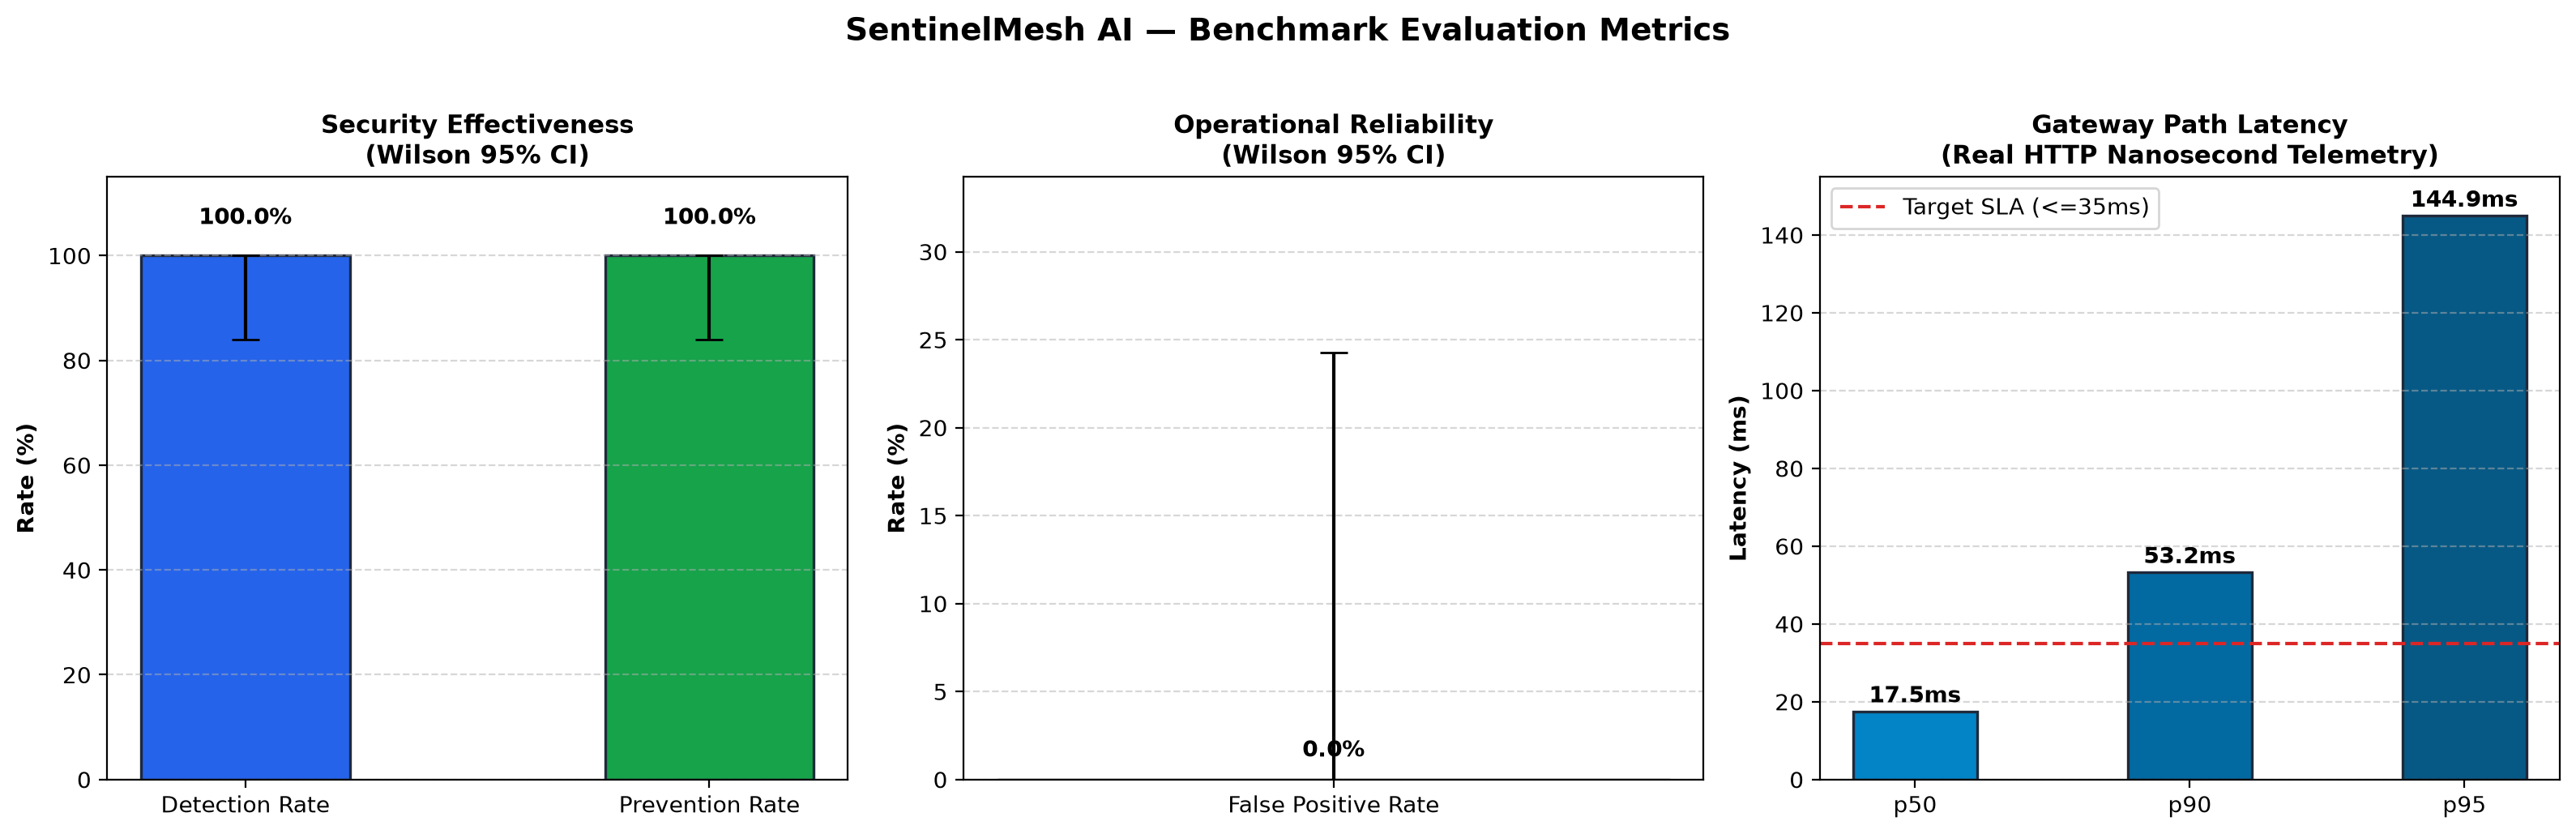 SentinelMesh AI — Benchmark Evaluation Metrics
Security Effectiveness
(Wilson 95% CI)
Rate (%)
100
80
60
40
20
0
100.0%
100.0%
Detection Rate
Prevention Rate
Operational Reliability
(Wilson 95% CI)
Rate (%)
30
25
20
15
10
5
0
0.0%
False Positive Rate
Gateway Path Latency
(Real HTTP Nanosecond Telemetry)
Target SLA (<=35ms)
Latency (ms)
140
120
100
80
60
40
20
0
17.5ms
53.2ms
144.9ms
p50
p90
p95